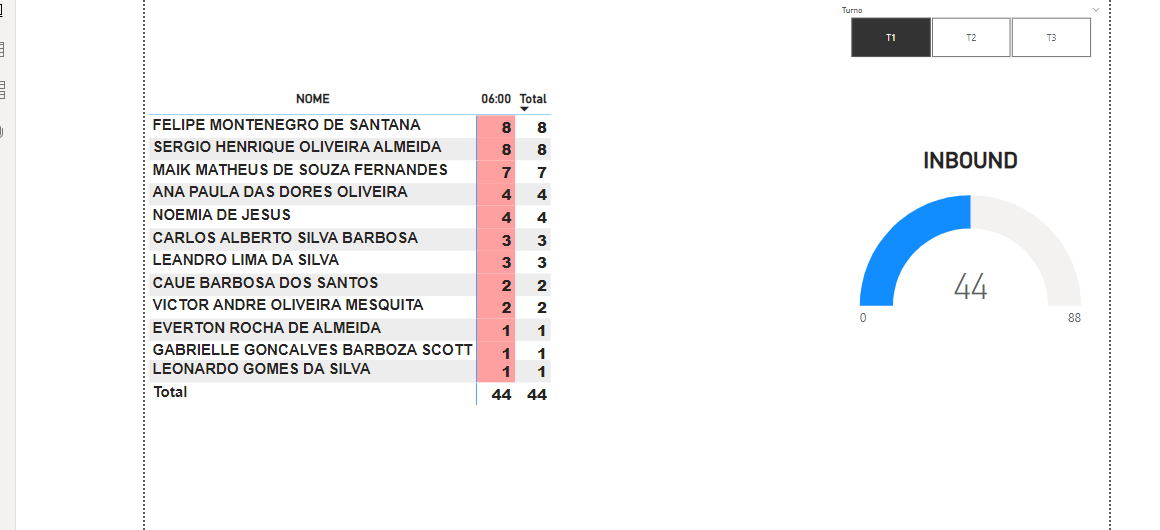 Turno
T1 T2 T3
NOME 06:00 Total
FELIPE MONTENEGRO DE SANTANA 8 8
SERGIO HENRIQUE OLIVEIRA ALMEIDA 8 8
MAIK MATHEUS DE SOUZA FERNANDES 7 7
ANA PAULA DAS DORES OLIVEIRA 4 4
NOEMIA DE JESUS 4 4
CARLOS ALBERTO SILVA BARBOSA 3 3
LEANDRO LIMA DA SILVA 3 3
CAUE BARBOSA DOS SANTOS 2 2
VICTOR ANDRE OLIVEIRA MESQUITA 2 2
EVERTON ROCHA DE ALMEIDA 1 1
GABRIELLE GONCALVES BARBOZA SCOTT 1 1
LEONARDO GOMES DA SILVA 1 1
Total 44 44
INBOUND
44
0 88